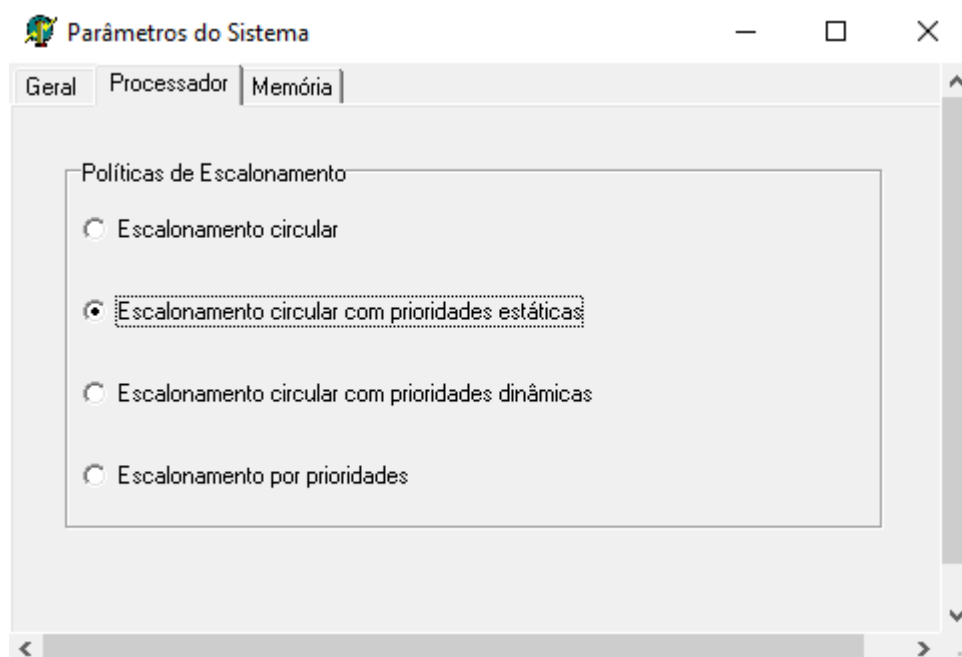 Parâmetros do Sistema
Geral Processador Memória
Políticas de Escalonamento
Escalonamento circular
Escalonamento circular com prioridades estáticas
Escalonamento circular com prioridades dinâmicas
Escalonamento por prioridades